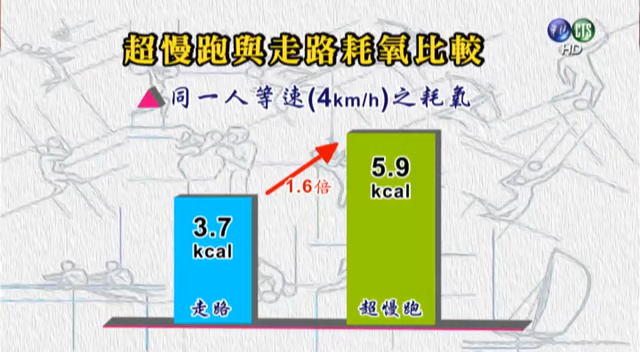 CTS
HD
超慢跑與走路耗氧比較
同一人等速(4km/h)之耗氧
5.9
kcal
1.6倍
3.7
kcal
走路
超慢跑